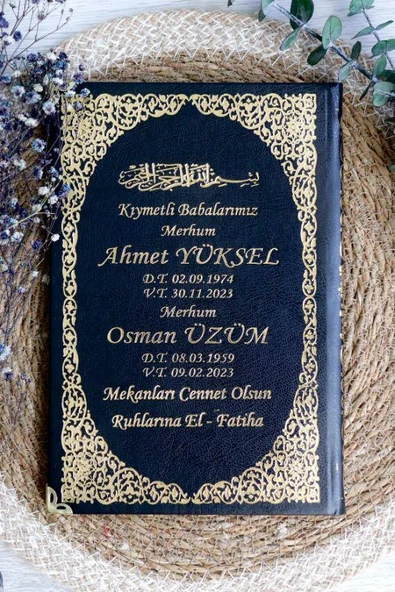 بسم الله الرحمن الرحيم
Kıymetli Babalarımız
Merhum
Ahmet YÜKSEL
D.T. 02.09.1974
V.T. 30.11.2023
Merhum
Osman ÜZÜM
D.T. 08.03.1959
V.T. 09.02.2023
Mekanları Cennet Olsun
Ruhlarına El - Fatiha